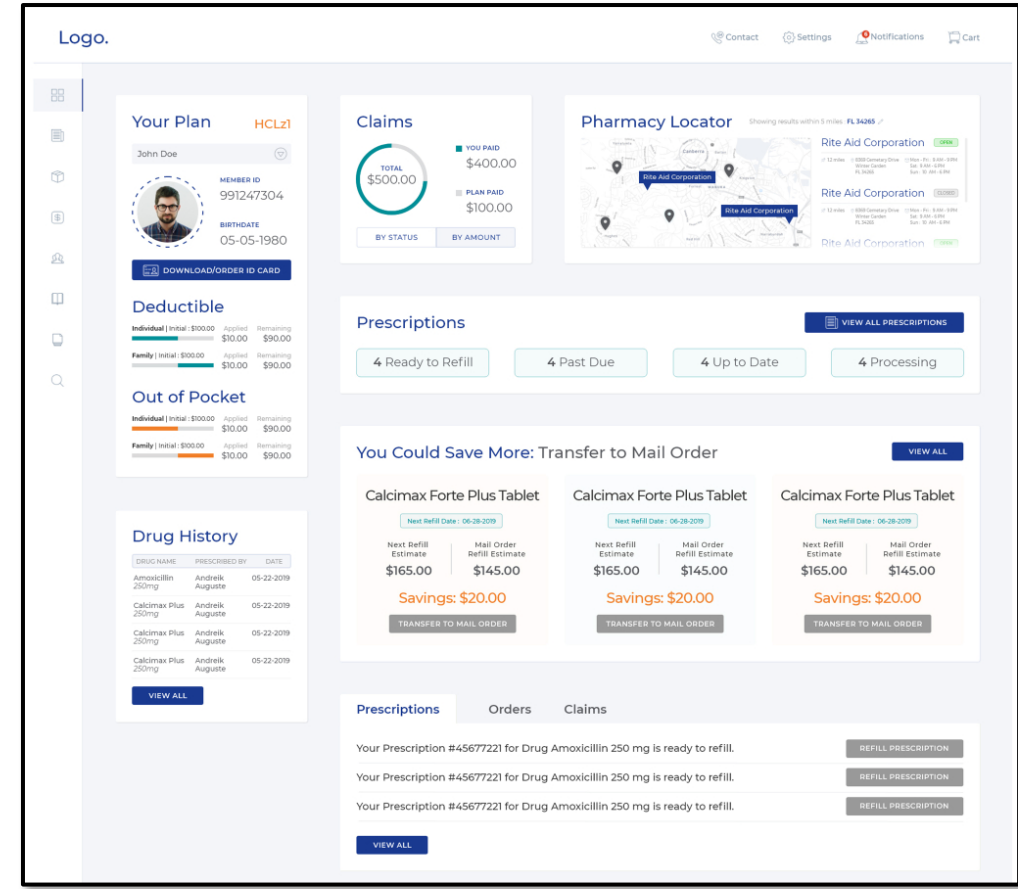 Logo.
Contact
Settings
Notifications
Cart
Your Plan
HCLz1
John Doe
MEMBER ID
991247304
BIRTHDATE
05-05-1980
DOWNLOAD/ORDER ID CARD
Deductible
Individual | Initial : $100.00 Applied Remaining
$10.00 $90.00
Family | Initial : $100.00 Applied Remaining
$10.00 $90.00
Out of Pocket
Individual | Initial : $100.00 Applied Remaining
$10.00 $90.00
Family | Initial : $100.00 Applied Remaining
$10.00 $90.00
Drug History
DRUG NAME PRESCRIBED BY DATE
Amoxicillin Andreik 05-22-2019
250mg Auguste
Calcimax Plus Andreik 05-22-2019
250mg Auguste
Calcimax Plus Andreik 05-22-2019
250mg Auguste
Calcimax Plus Andreik 05-22-2019
250mg Auguste
VIEW ALL
Claims
TOTAL
$500.00
YOU PAID
$400.00
PLAN PAID
$100.00
BY STATUS BY AMOUNT
Pharmacy Locator
Showing results within 5 miles FL 34265
Canberra
Rite Aid Corporation
Rite Aid Corporation
Rite Aid Corporation OPEN
Rite Aid Corporation CLOSED
Rite Aid Corporation
Prescriptions
VIEW ALL PRESCRIPTIONS
4 Ready to Refill
4 Past Due
4 Up to Date
4 Processing
You Could Save More: Transfer to Mail Order
VIEW ALL
Calcimax Forte Plus Tablet
Next Refill Date : 06-28-2019
Next Refill Mail Order
Estimate Refill Estimate
$165.00 $145.00
Savings: $20.00
TRANSFER TO MAIL ORDER
Calcimax Forte Plus Tablet
Next Refill Date : 06-28-2019
Next Refill Mail Order
Estimate Refill Estimate
$165.00 $145.00
Savings: $20.00
TRANSFER TO MAIL ORDER
Calcimax Forte Plus Tablet
Next Refill Date : 06-28-2019
Next Refill Mail Order
Estimate Refill Estimate
$165.00 $145.00
Savings: $20.00
TRANSFER TO MAIL ORDER
Prescriptions Orders Claims
Your Prescription #45677221 for Drug Amoxicillin 250 mg is ready to refill. REFILL PRESCRIPTION
Your Prescription #45677221 for Drug Amoxicillin 250 mg is ready to refill. REFILL PRESCRIPTION
Your Prescription #45677221 for Drug Amoxicillin 250 mg is ready to refill. REFILL PRESCRIPTION
VIEW ALL